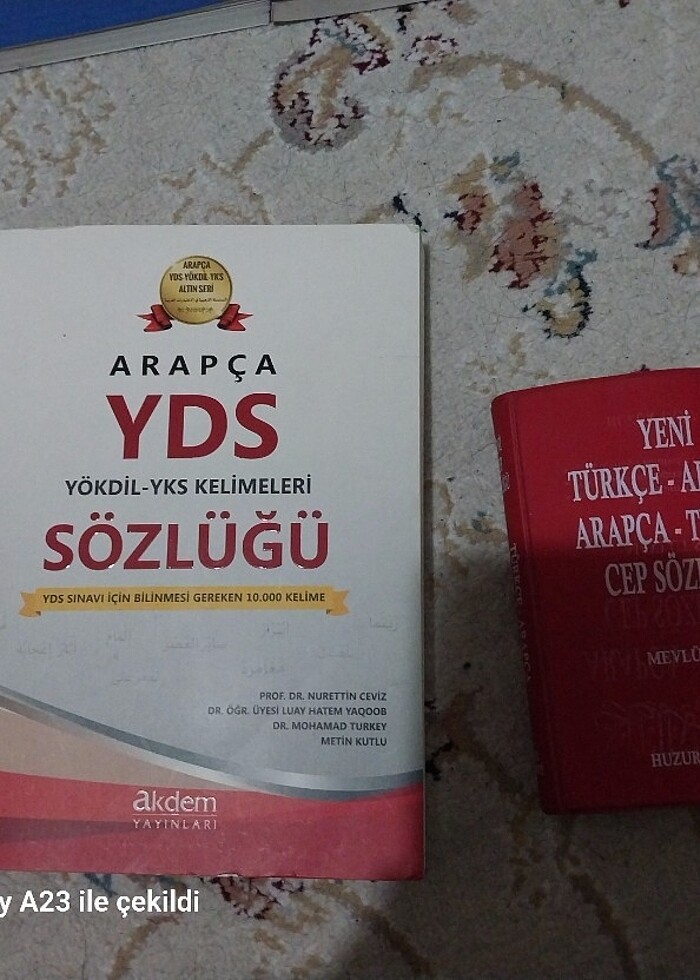 ARAPÇA
YDS-YÖKDİL-YKS
ALTIN SERİ
ARAPÇA
YDS
YÖKDİL-YKS KELİMELERİ
SÖZLÜĞÜ
YDS SINAVI İÇİN BİLİNMESİ GEREKEN 10.000 KELİME
PROF. DR. NURETTİN CEVİZ
DR. ÖĞR. ÜYESİ LUAY HATEM YAQOOB
DR. MOHAMAD TURKEY
METİN KUTLU
akdem
YAYINLARI
YENİ
TÜRKÇE - A
ARAPÇA - T
CEP SÖZ
MEVLÜ
HUZUR
y A23 ile çekildi